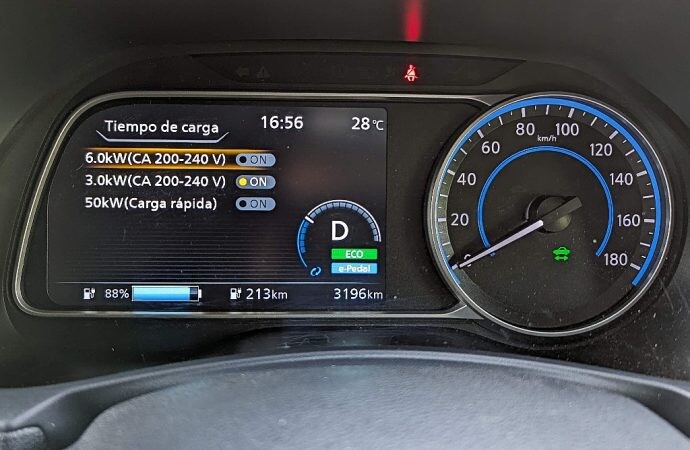 Tiempo de carga 16:56 28°C
6.0kW(CA 200-240 V) ON
3.0kW(CA 200-240 V) ON
50kW(Carga rápida) ON
D
ECO
e-Pedal
88% 213km 3196km
0 20 40 60 80 100 120 140 160 180
km/h